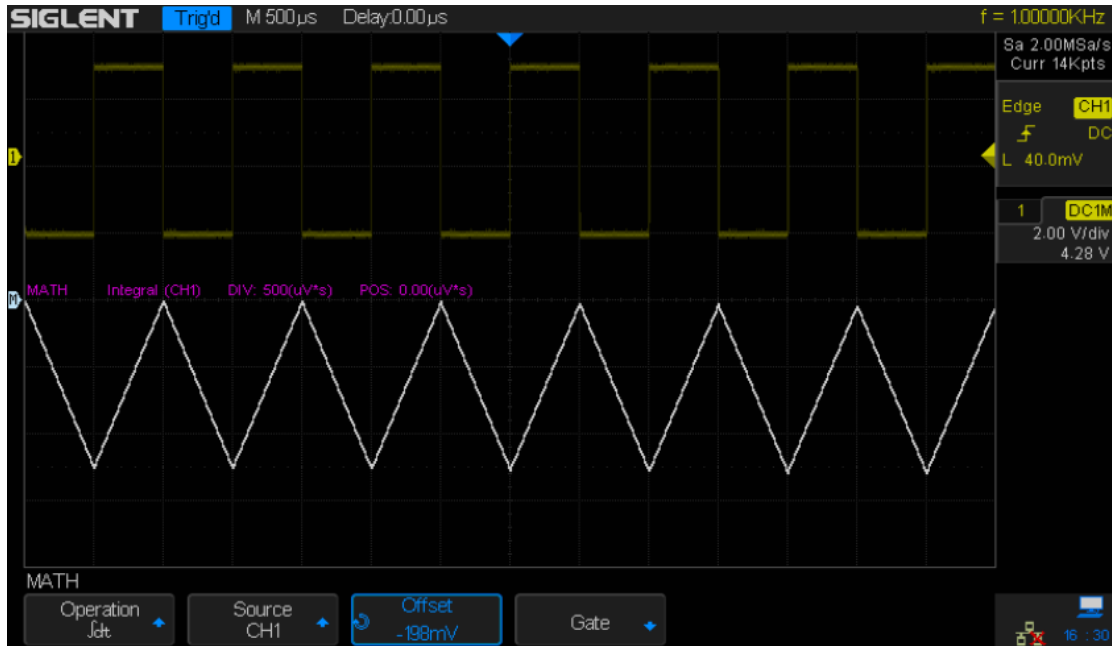 SIGLENT Trig'd M 500µs Delay:0.00µs f = 1.00000KHz
Sa 2.00MSa/s
Curr 14Kpts
Edge CH1
DC
L 40.0mV
1
1 DC1M
2.00 V/div
4.28 V
MATH Integral (CH1) DIV: 500(uV*s) POS: 0.00(uV*s)
M
MATH
Operation
∫dt
Source
CH1
Offset
-198mV
Gate
16 : 30